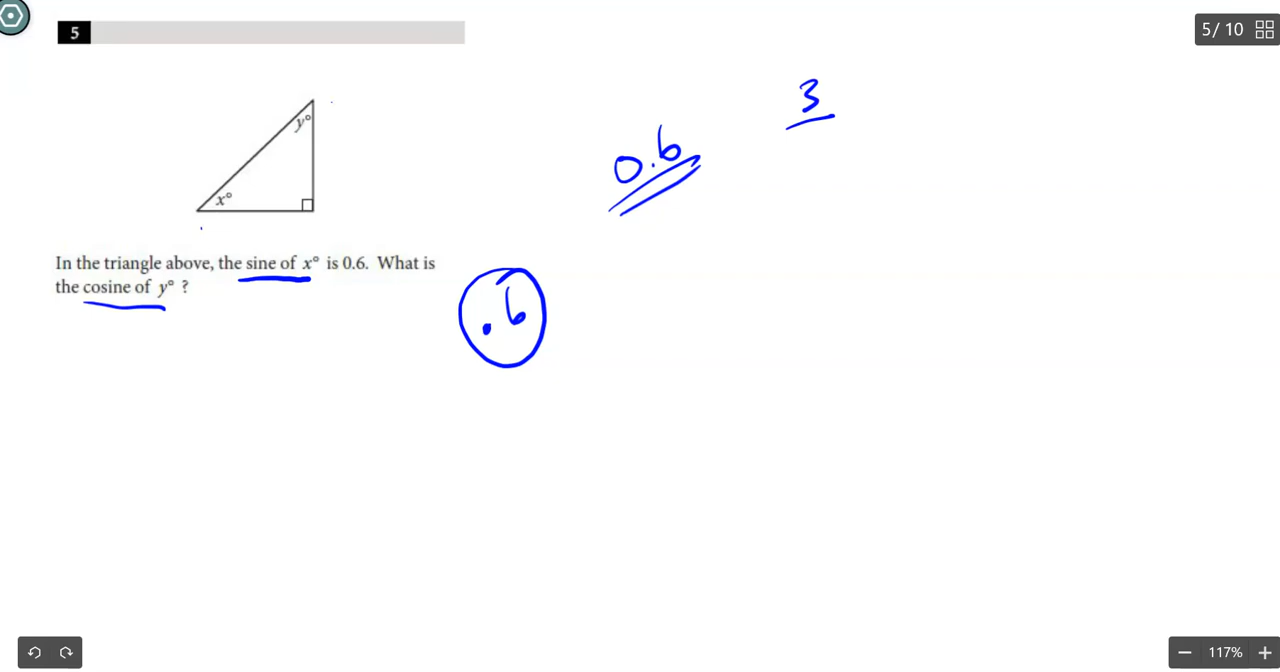 5
5/ 10
3
0.6
y°
x°
In the triangle above, the sine of x° is 0.6. What is
the cosine of y° ?
.6
117%